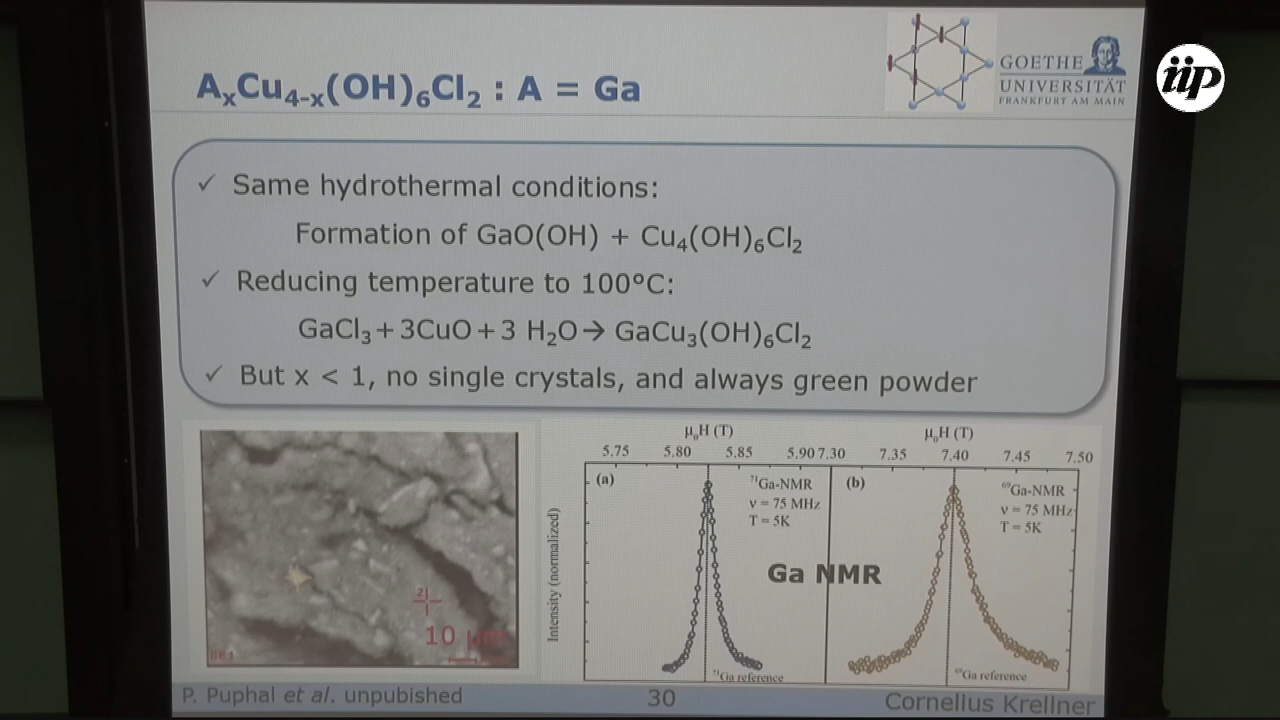 AₓCu₄₋ₓ(OH)₆Cl₂ : A = Ga
GOETHE
UNIVERSITÄT
FRANKFURT AM MAIN
iip
✓ Same hydrothermal conditions:
Formation of GaO(OH) + Cu₄(OH)₆Cl₂
✓ Reducing temperature to 100°C:
GaCl₃ + 3CuO + 3 H₂O → GaCu₃(OH)₆Cl₂
✓ But x < 1, no single crystals, and always green powder
10
μ₀H (T)
μ₀H (T)
5.75 5.80 5.85 5.90 7.30 7.35 7.40 7.45 7.50
(a)
⁷¹Ga-NMR
ν = 75 MHz
T = 5K
(b)
⁶⁹Ga-NMR
ν = 75 MHz
T = 5K
Intensity (normalized)
Ga NMR
⁷¹Ga reference
⁶⁹Ga reference
P. Puphal et al. unpubished
30
Cornelius Krellner